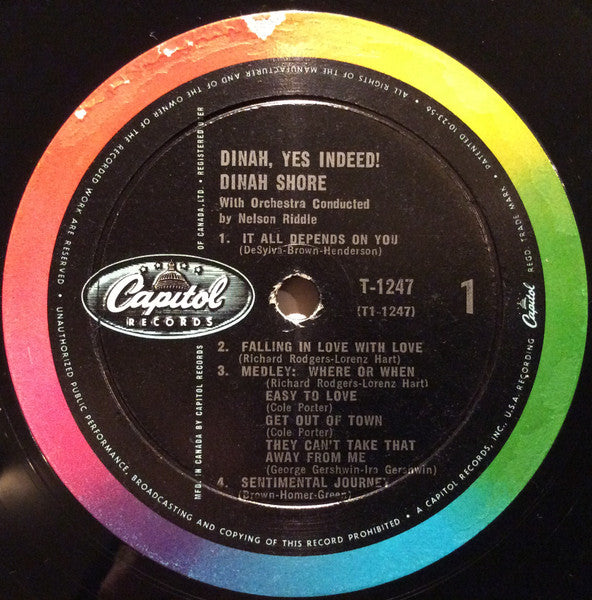 DINAH, YES INDEED!
DINAH SHORE
With Orchestra Conducted
by Nelson Riddle
1. IT ALL DEPENDS ON YOU
(DeSylva-Brown-Henderson)
Capitol
RECORDS
T-1247
(T1-1247)
1
2. FALLING IN LOVE WITH LOVE
(Richard Rodgers-Lorenz Hart)
3. MEDLEY: WHERE OR WHEN
(Richard Rodgers-Lorenz Hart)
EASY TO LOVE
(Cole Porter)
GET OUT OF TOWN
(Cole Porter)
THEY CAN'T TAKE THAT
AWAY FROM ME
(George Gershwin-Ira Gershwin)
4. SENTIMENTAL JOURNEY
(Brown-Homer-Green)
MFD. IN CANADA BY CAPITOL RECORDS OF CANADA, LTD. • REGISTERED USER
ALL RIGHTS OF THE MANUFACTURER AND OF THE OWNER OF THE RECORDED WORK ARE RESERVED • UNAUTHORIZED PUBLIC PERFORMANCE, BROADCASTING AND COPYING OF THIS RECORD PROHIBITED • A CAPITOL RECORDS, INC., U.S.A. RECORDING
Capitol REGD. TRADE MARK • PATENTED 10-23-56 •